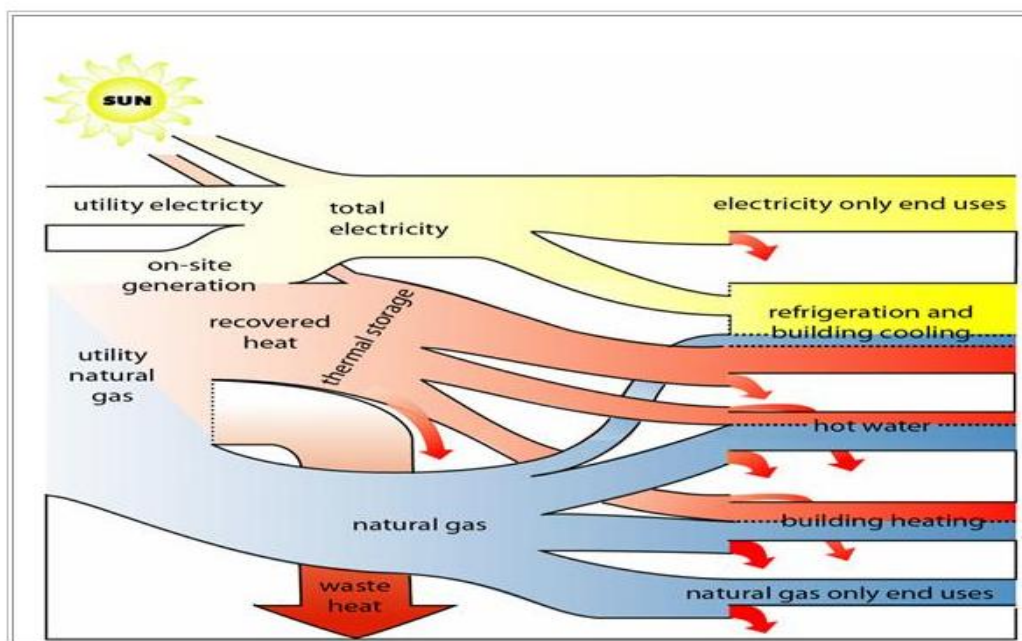 SUN
utility electricty
total
electricity
electricity only end uses
on-site
generation
recovered
heat
thermal storage
refrigeration and
building cooling
utility
natural
gas
hot water
natural gas
building heating
waste
heat
natural gas only end uses